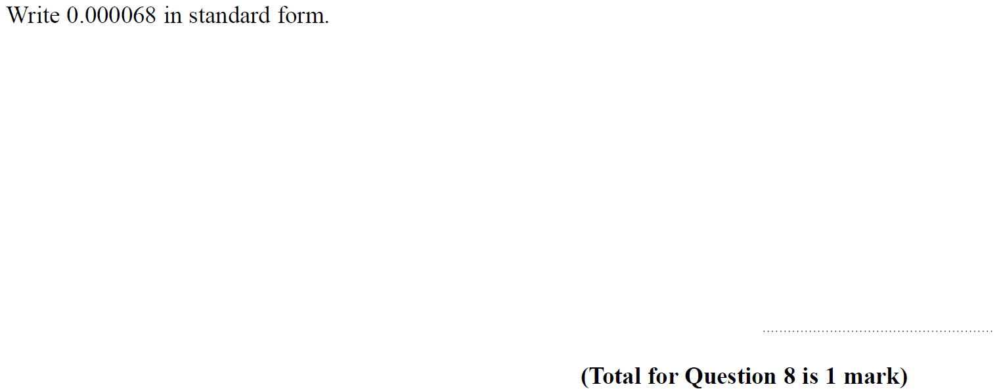 Write 0.000068 in standard form.
......................................................
(Total for Question 8 is 1 mark)